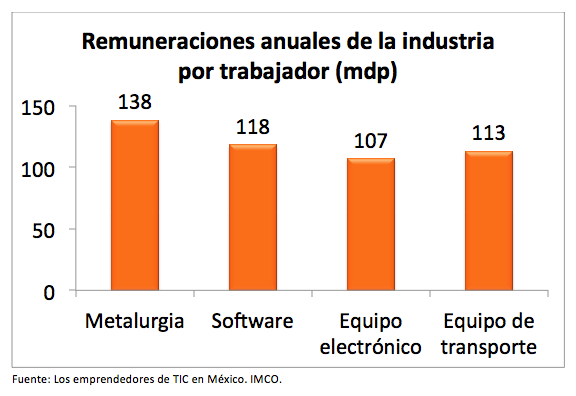 Remuneraciones anuales de la industria
por trabajador (mdp)
150
100
50
0
138
118
107
113
Metalurgia
Software
Equipo
electrónico
Equipo de
transporte
Fuente: Los emprendedores de TIC en México. IMCO.